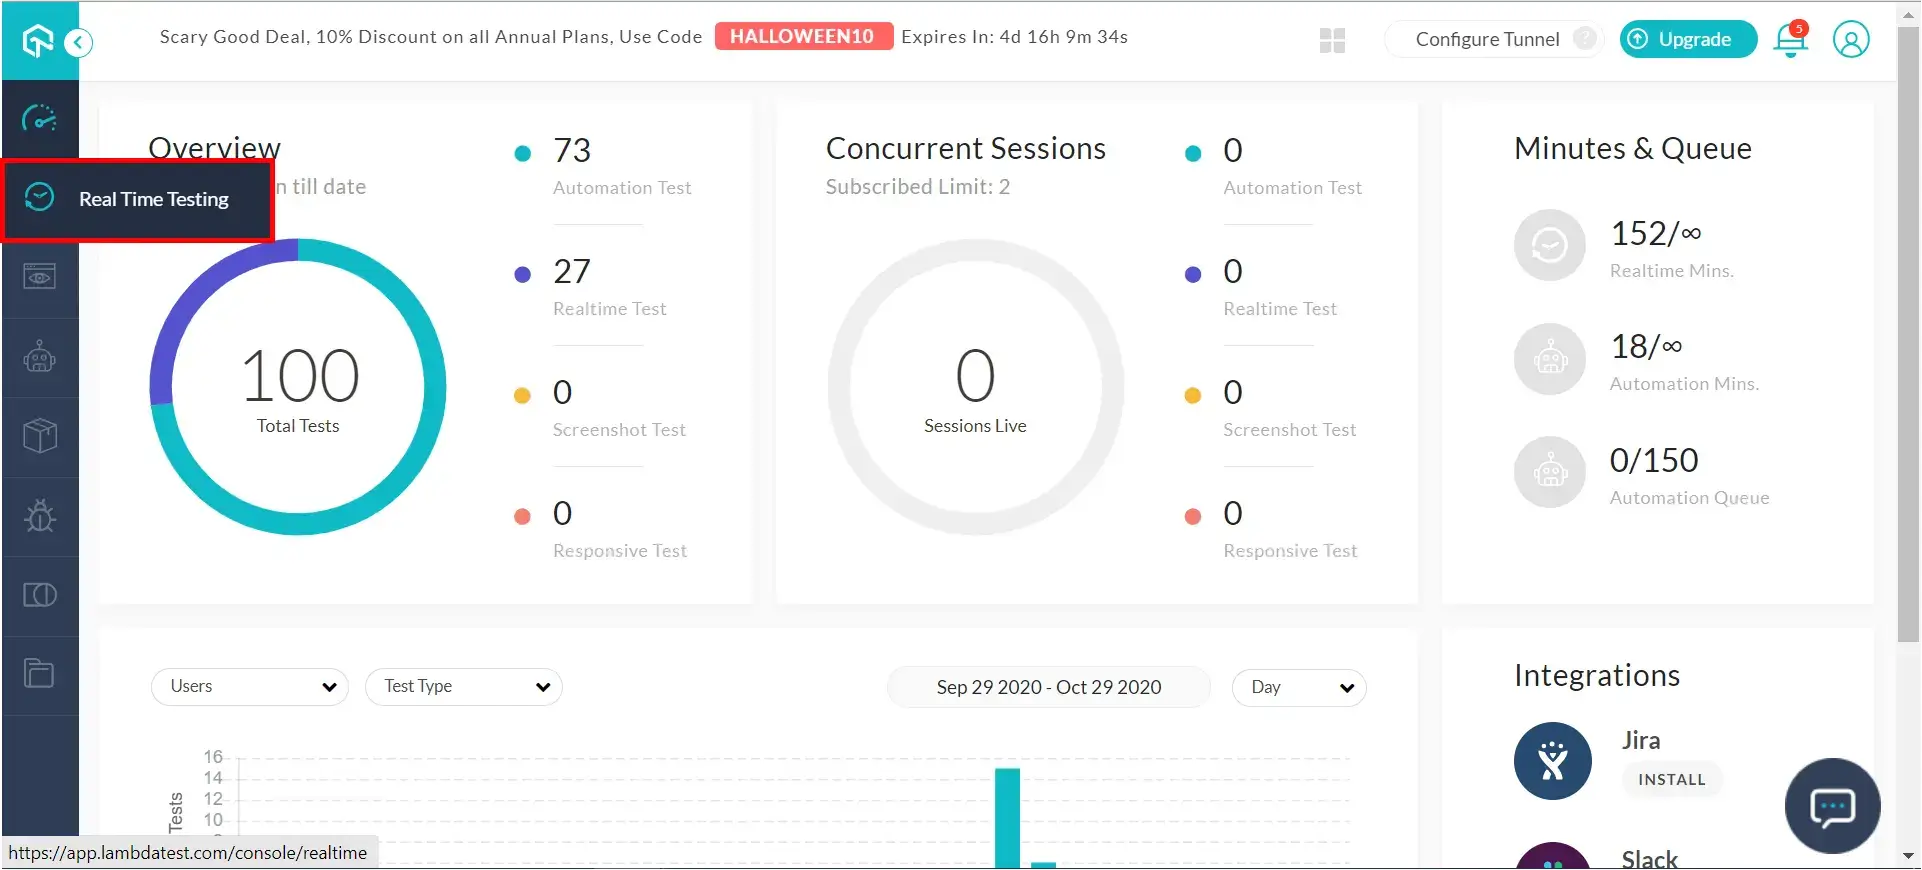 Scary Good Deal, 10% Discount on all Annual Plans, Use Code HALLOWEEN10 Expires In: 4d 16h 9m 34s
Configure Tunnel ?
Upgrade
5
Real Time Testing
Overview
n till date
100
Total Tests
73
Automation Test
27
Realtime Test
0
Screenshot Test
0
Responsive Test
Concurrent Sessions
Subscribed Limit: 2
0
Sessions Live
0
Automation Test
0
Realtime Test
0
Screenshot Test
0
Responsive Test
Minutes & Queue
152/∞
Realtime Mins.
18/∞
Automation Mins.
0/150
Automation Queue
Users
Test Type
Sep 29 2020 - Oct 29 2020
Day
16
14
12
10
Tests
Integrations
Jira
INSTALL
Slack
https://app.lambdatest.com/console/realtime